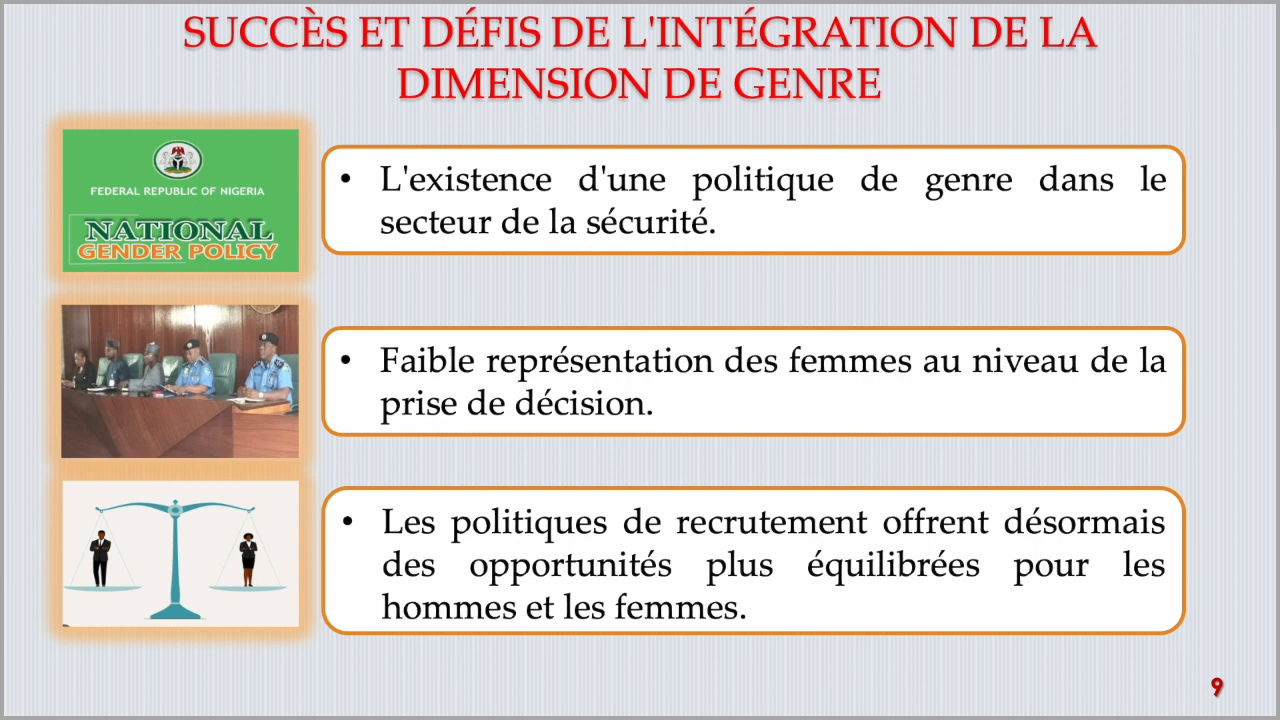 SUCCÈS ET DÉFIS DE L'INTÉGRATION DE LA
DIMENSION DE GENRE
FEDERAL REPUBLIC OF NIGERIA
NATIONAL
GENDER POLICY
• L'existence d'une politique de genre dans le
secteur de la sécurité.
• Faible représentation des femmes au niveau de la
prise de décision.
• Les politiques de recrutement offrent désormais
des opportunités plus équilibrées pour les
hommes et les femmes.
9